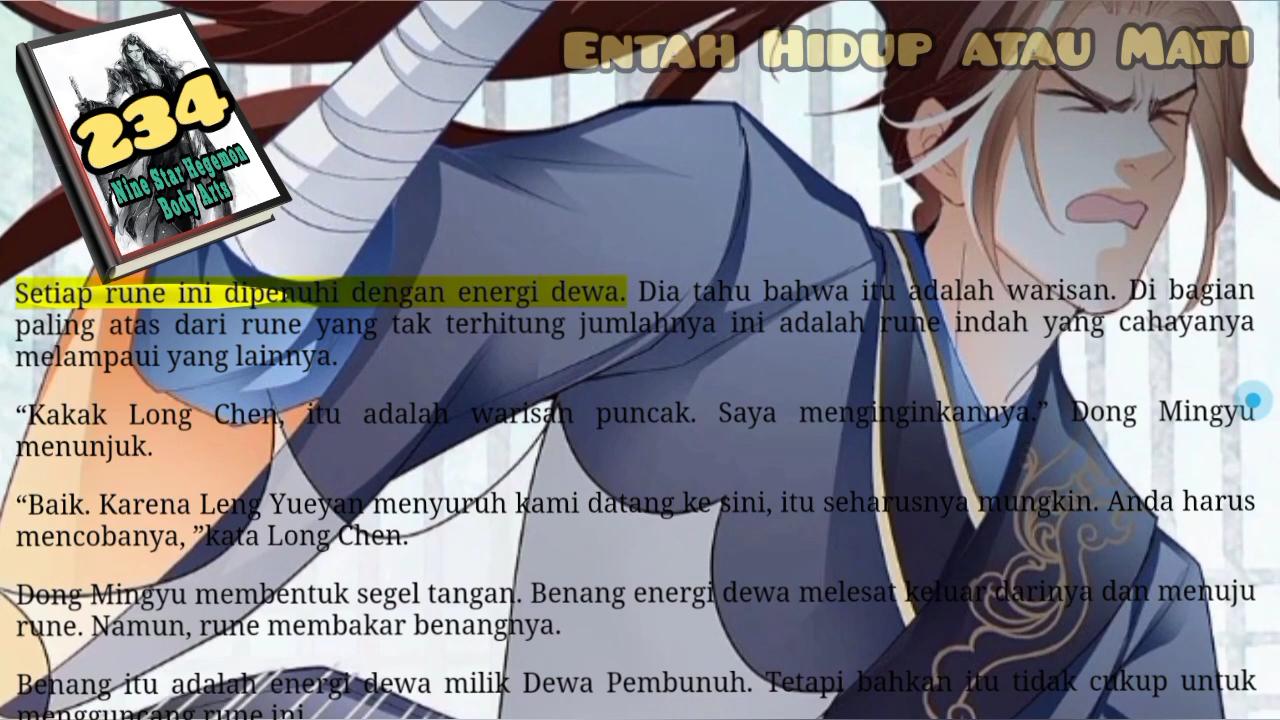 ENTAH HIDUP ATAU MATI
234
Nine Star Hegemon
Body Arts
Setiap rune ini dipenuhi dengan energi dewa. Dia tahu bahwa itu adalah warisan. Di bagian
paling atas dari rune yang tak terhitung jumlahnya ini adalah rune indah yang cahayanya
melampaui yang lainnya.
“Kakak Long Chen, itu adalah warisan puncak. Saya menginginkannya.” Dong Mingyu
menunjuk.
“Baik. Karena Leng Yueyan menyuruh kami datang ke sini, itu seharusnya mungkin. Anda harus
mencobanya, ”kata Long Chen.
Dong Mingyu membentuk segel tangan. Benang energi dewa melesat keluar darinya dan menuju
rune. Namun, rune membakar benangnya.
Benang itu adalah energi dewa milik Dewa Pembunuh. Tetapi bahkan itu tidak cukup untuk
mengguncang rune ini.